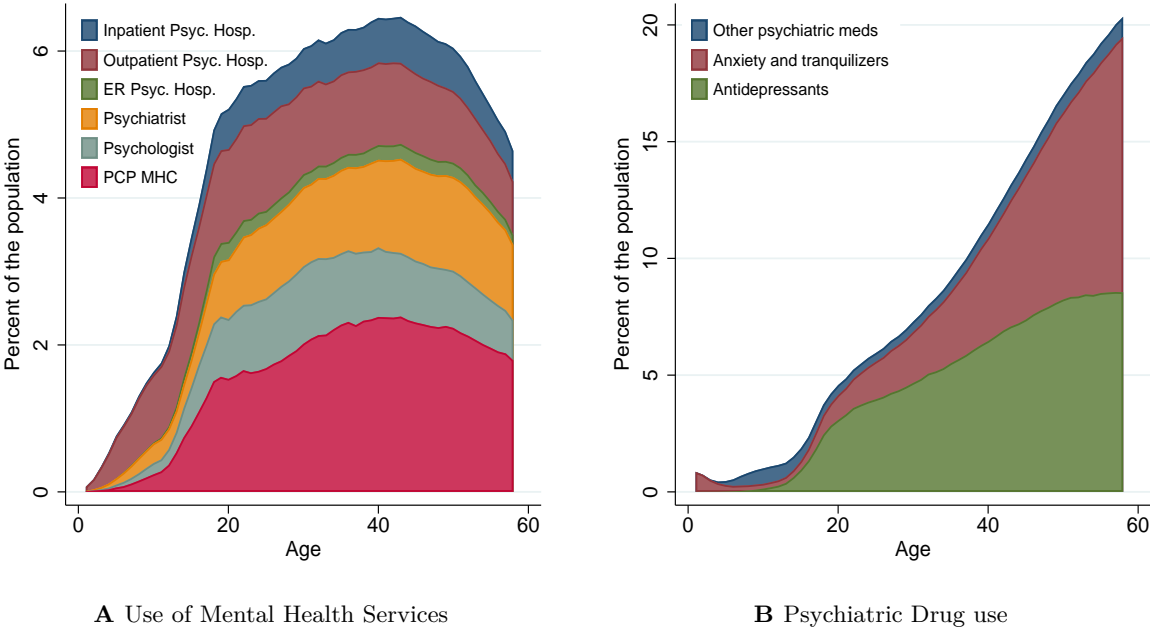 Percent of the population
6
4
2
0
Inpatient Psyc. Hosp.
Outpatient Psyc. Hosp.
ER Psyc. Hosp.
Psychiatrist
Psychologist
PCP MHC
0 20 40 60
Age
A Use of Mental Health Services
Percent of the population
20
15
10
5
0
Other psychiatric meds
Anxiety and tranquilizers
Antidepressants
0 20 40 60
Age
B Psychiatric Drug use